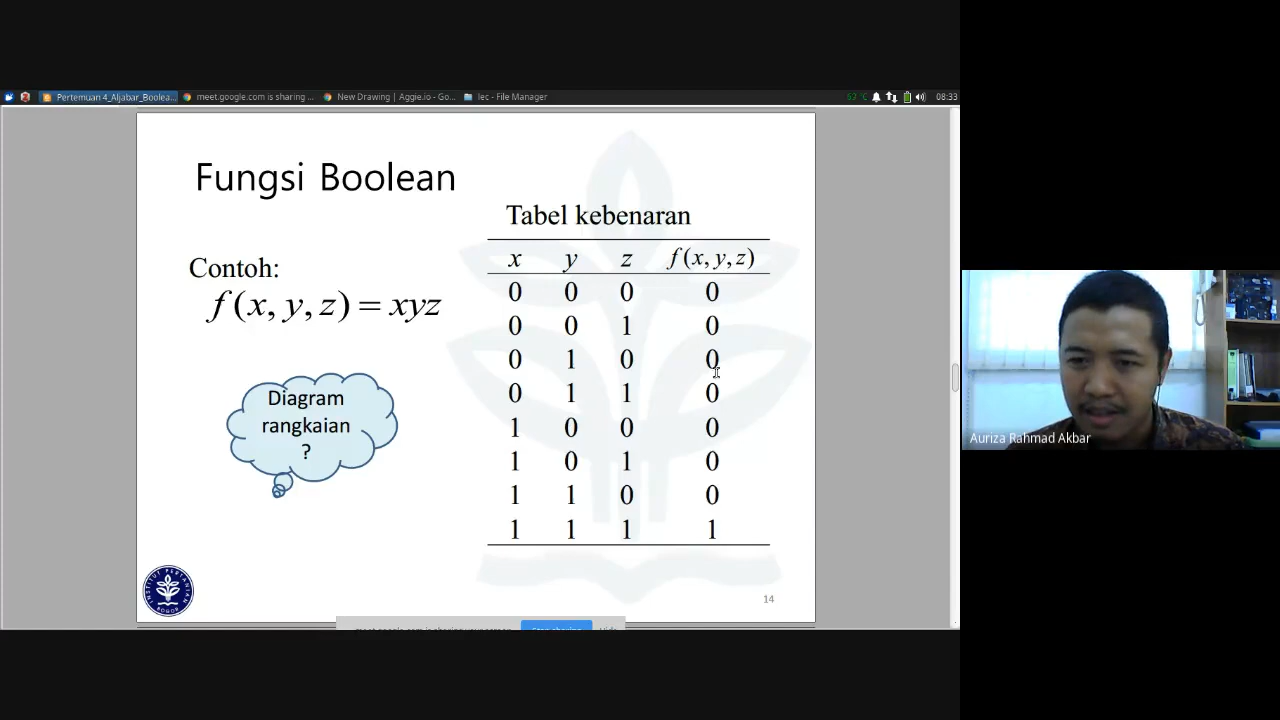 Pertemuan 4_Aljabar_Boolea...
meet.google.com is sharing ...
New Drawing | Aggie.io - Go...
lec - File Manager
08:33
Fungsi Boolean
Tabel kebenaran
x y z f(x, y, z)
Contoh:
f(x, y, z) = xyz
0 0 0 0
0 0 1 0
0 1 0 0
0 1 1 0
1 0 0 0
1 0 1 0
1 1 0 0
1 1 1 1
Diagram
rangkaian
?
INSTITUT PERTANIAN
BOGOR
14
Auriza Rahmad Akbar